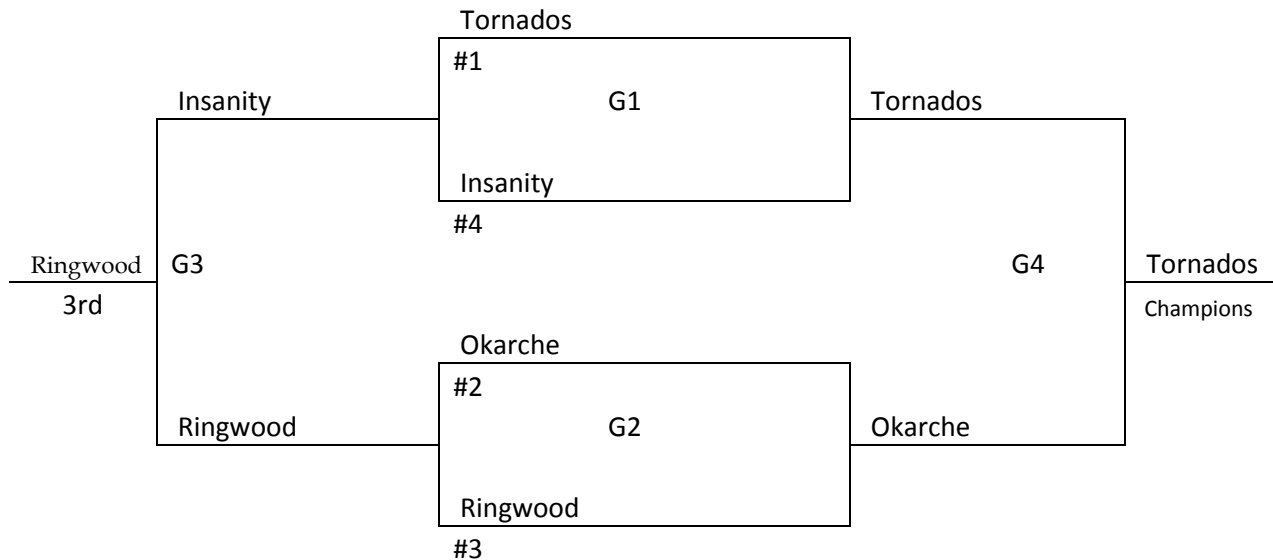 Tornados
#1
Insanity G1 Tornados
Insanity
#4
Ringwood G3 G4 Tornados
3rd Champions
Okarche
#2
Ringwood G2 Okarche
Ringwood
#3